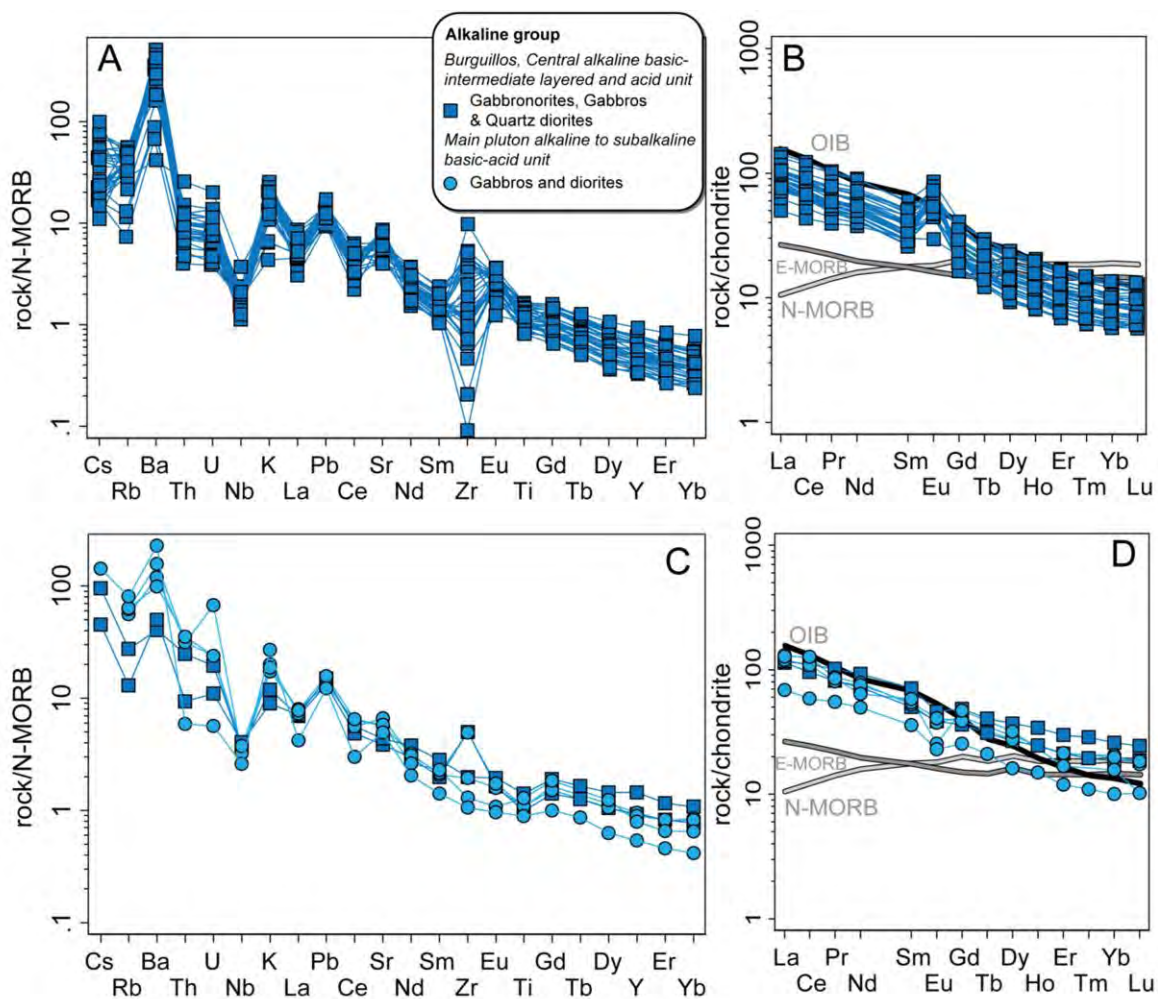 A
rock/N-MORB
100
10
1
.1
Cs Ba U K Pb Sr Sm Eu Gd Dy Er
Rb Th Nb La Ce Nd Zr Ti Tb Y Yb
Alkaline group
Burguillos, Central alkaline basic-
intermediate layered and acid unit
Gabbronorites, Gabbros
& Quartz diorites
Main pluton alkaline to subalkaline
basic-acid unit
Gabbros and diorites
B
rock/chondrite
1000
100
10
1
OIB
E-MORB
N-MORB
La Pr Sm Gd Dy Er Yb
Ce Nd Eu Tb Ho Tm Lu
C
rock/N-MORB
100
10
1
.1
Cs Ba U K Pb Sr Sm Eu Gd Dy Er
Rb Th Nb La Ce Nd Zr Ti Tb Y Yb
D
rock/chondrite
1000
100
10
1
OIB
E-MORB
N-MORB
La Pr Sm Gd Dy Er Yb
Ce Nd Eu Tb Ho Tm Lu